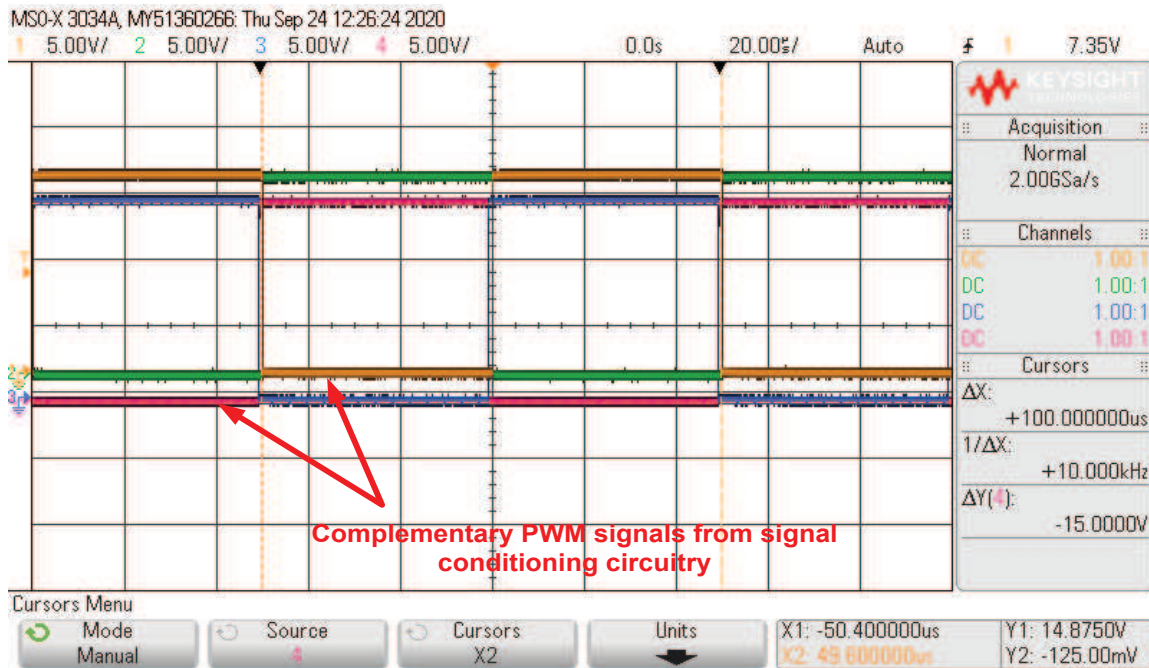 MSO-X 3034A, MY51360266: Thu Sep 24 12:26:24 2020
1 5.00V/ 2 5.00V/ 3 5.00V/ 4 5.00V/ 0.0s 20.00s/ Auto 1 7.35V
KEYSIGHT
TECHNOLOGIES
Acquisition
Normal
2.00GSa/s
Channels
DC 1.00:1
DC 1.00:1
DC 1.00:1
DC 1.00:1
Cursors
ΔX:
+100.000000us
1/ΔX:
+10.000kHz
ΔY(4):
-15.0000V
T
2
3
Complementary PWM signals from signal
conditioning circuitry
Cursors Menu
Mode
Manual
Source
4
Cursors
X2
Units
X1: -50.400000us
X2: 49.600000us
Y1: 14.8750V
Y2: -125.00mV